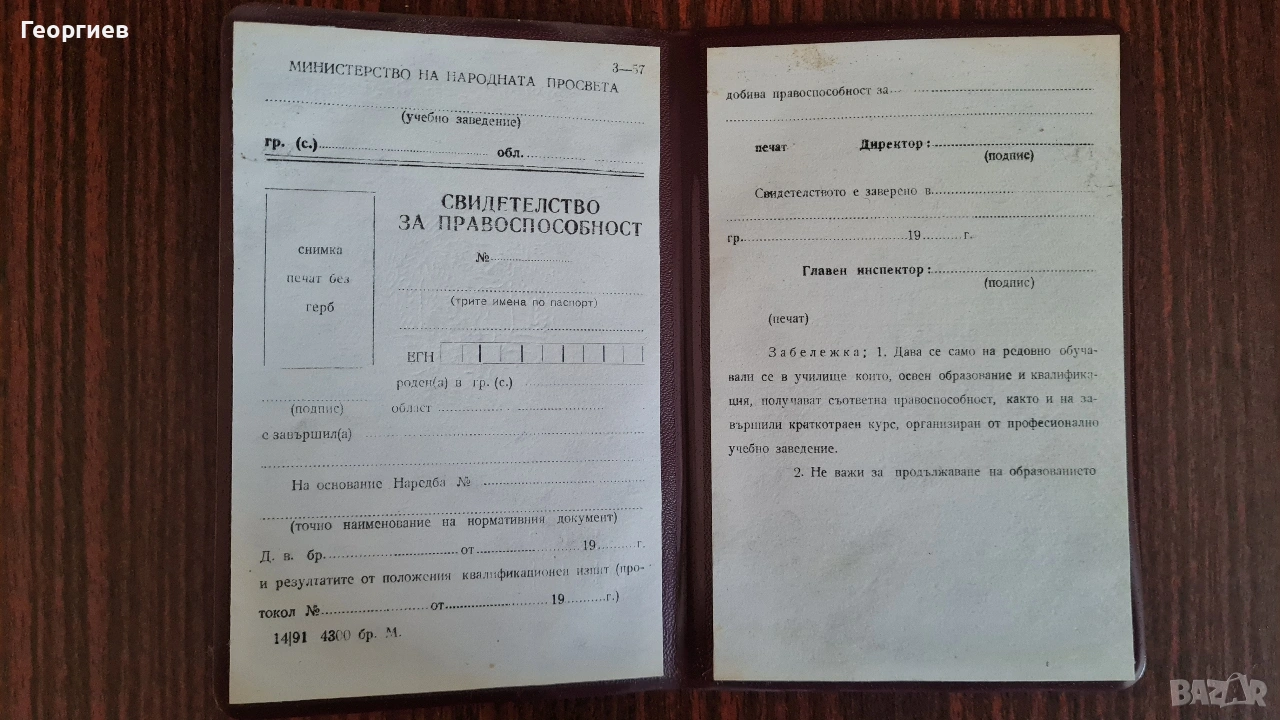 Георгиев
З—57
МИНИСТЕРСТВО НА НАРОДНАТА ПРОСВЕТА
(учебно заведение)
гр. (с.) обл.
СВИДЕТЕЛСТВО
ЗА ПРАВОСПОСОБНОСТ
№
снимка
печат без
герб
(трите имена по паспорт)
ЕГН
роден(а) в гр. (с.)
(подпис) област
с завършил(а)
На основание Наредба №
(точно наименование на нормативния документ)
Д. в. бр. от 19 г.
и резултатите от положения квалификационен изпит (про-
токол № от 19 г.)
14|91 4300 бр. М.
добива правоспособност за
печат Директор:
(подпис)
Свидетелството е заверено в
гр. 19 г.
Главен инспектор:
(подпис)
(печат)
Забележка; 1. Дава се само на редовно обуча-
вали се в училище които, освен образование и квалифика-
ция, получават съответна правоспособност, както и на за-
вършили краткотраен курс, организиран от професионално
учебно заведение.
2. Не важи за продължаване на образованието
BAZAR